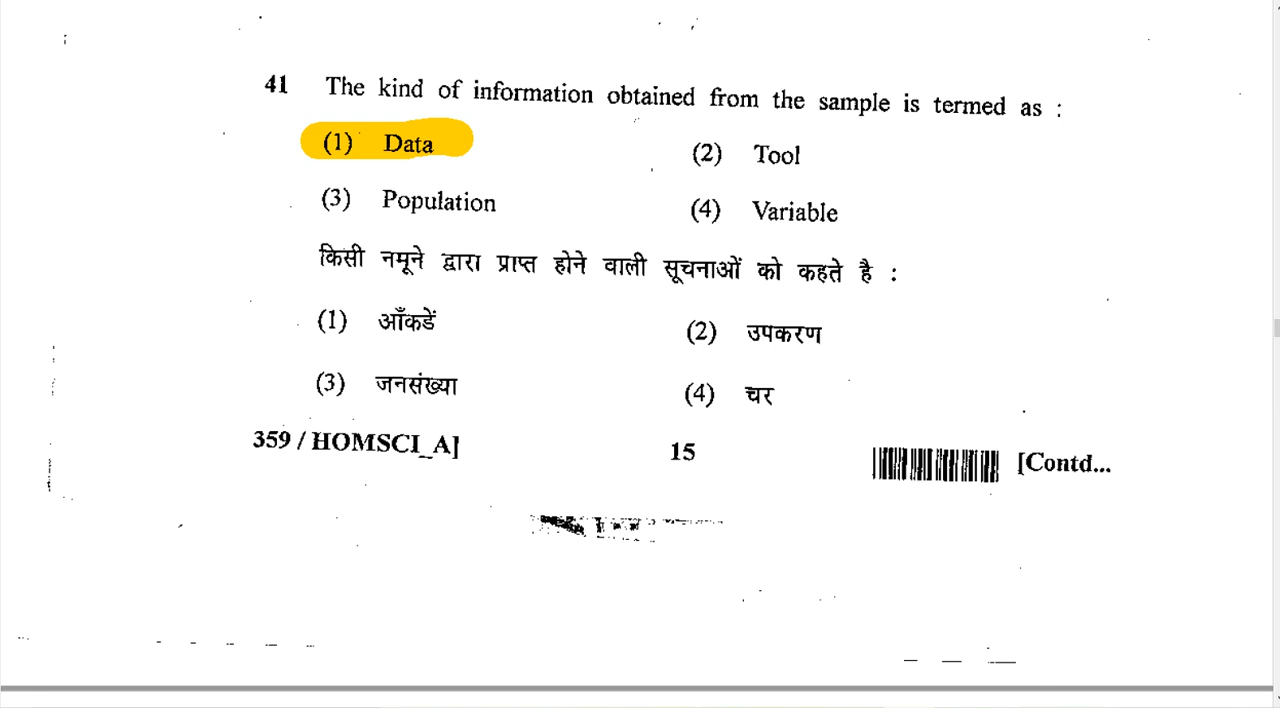 41 The kind of information obtained from the sample is termed as :
(1) Data (2) Tool
(3) Population (4) Variable
किसी नमूने द्वारा प्राप्त होने वाली सूचनाओं को कहते है :
(1) आँकडें (2) उपकरण
(3) जनसंख्या (4) चर
359 / HOMSCI_A] 15 [Contd...